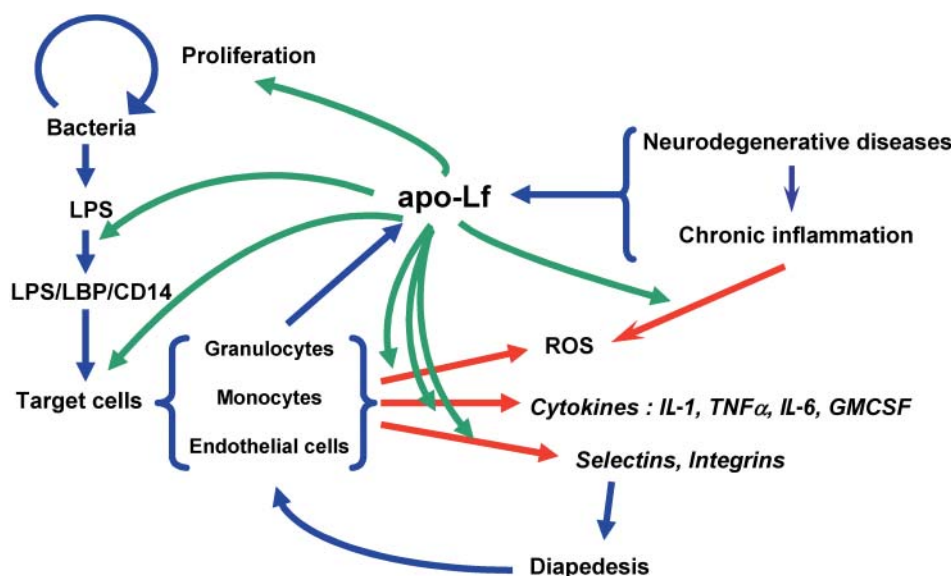 Proliferation
Bacteria
Neurodegenerative diseases
apo-Lf
LPS
Chronic inflammation
LPS/LBP/CD14
Granulocytes
ROS
Target cells
Monocytes
Cytokines : IL-1, TNFα, IL-6, GMCSF
Endothelial cells
Selectins, Integrins
Diapedesis